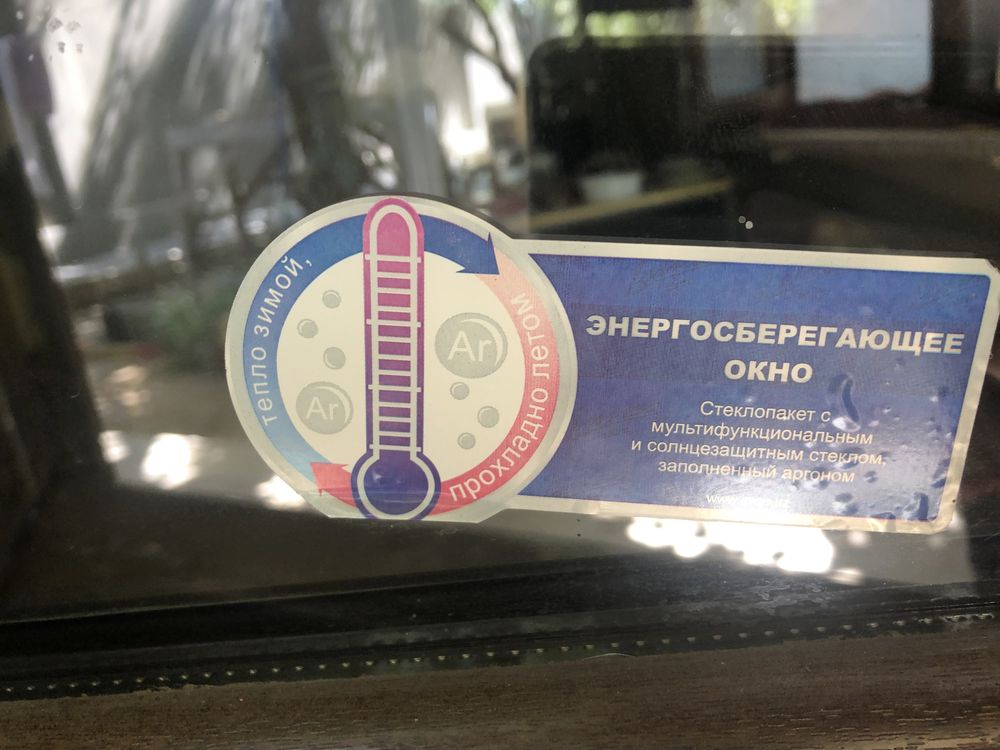 тепло зимой,
прохладно летом
Ar
Ar
ЭНЕРГОСБЕРЕГАЮЩЕЕ
ОКНО
Стеклопакет с
мультифункциональным
и солнцезащитным стеклом,
заполненный аргоном